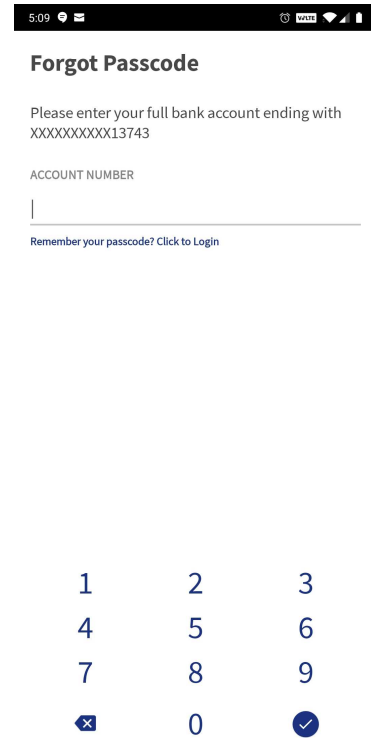 5:09
VoLTE
Forgot Passcode
Please enter your full bank account ending with
XXXXXXXXXX13743
ACCOUNT NUMBER
Remember your passcode? Click to Login
1 2 3
4 5 6
7 8 9
0